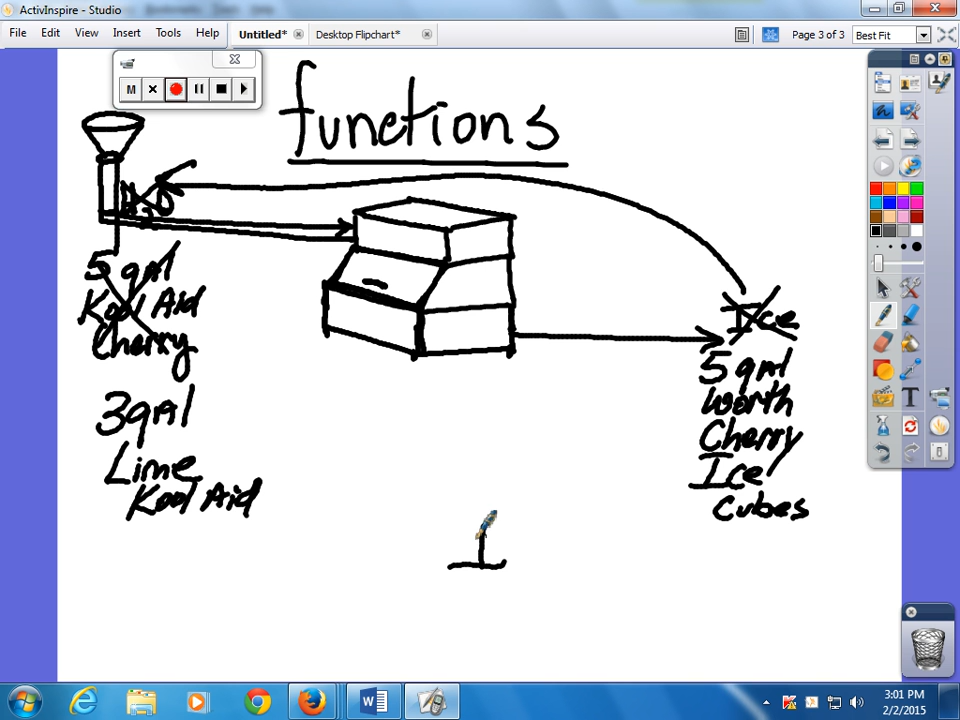 ActivInspire - Studio
File Edit View Insert Tools Help Untitled* Desktop Flipchart* Page 3 of 3 Best Fit
M
functions
H2O
5 gal
Kool Aid
Cherry
3 gal
Lime
Kool Aid
Ice
5 gal
Worth
Cherry
Ice
Cubes
I
T
W
3:01 PM
2/2/2015